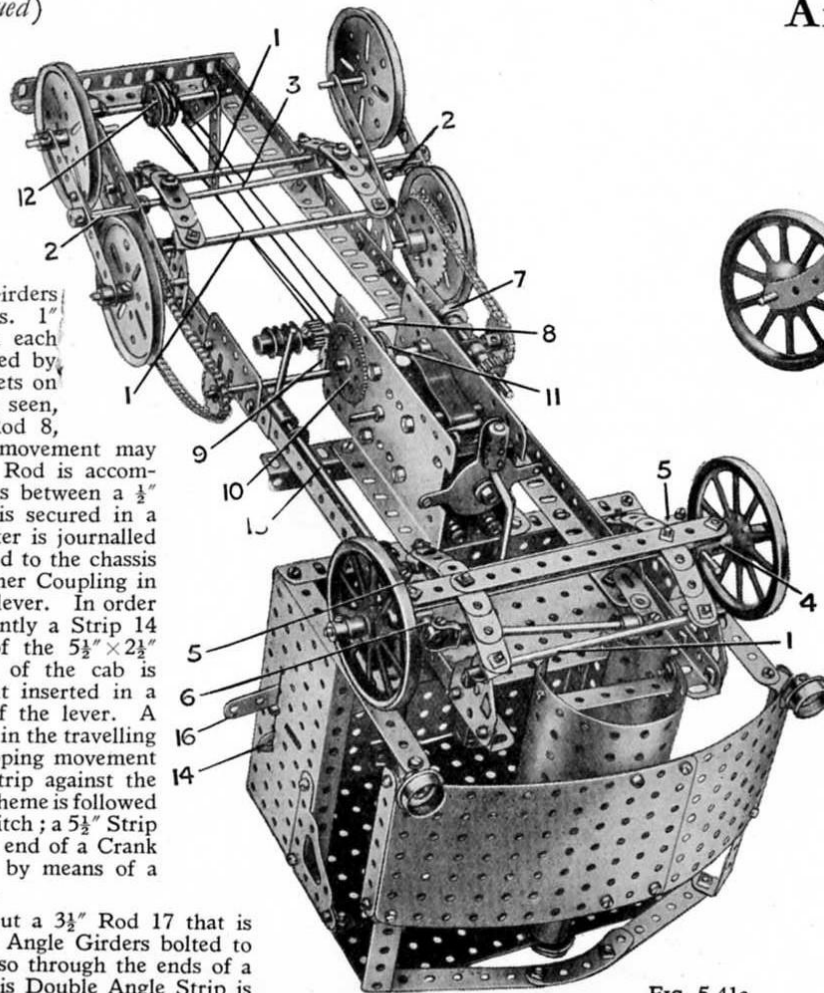 ued)
A
1
3
2
12
2
7
irders
s. 1″
each
8
ed by
ets on
seen,
1
11
od 8,
9
movement may
Rod is accom-
10
5
s between a ½″
is secured in a
ter is journalled
d to the chassis
ner Coupling in
4
lever. In order
5
1
ntly a Strip 14
of the 5½″×2½″
6
of the cab is
t inserted in a
16
f the lever. A
14
in the travelling
pping movement
trip against the
heme is followed
itch; a 5½″ Strip
end of a Crank
by means of a
ut a 3½″ Rod 17 that is
Angle Girders bolted to
so through the ends of a
is Double Angle Strip is
FIG. 5.41